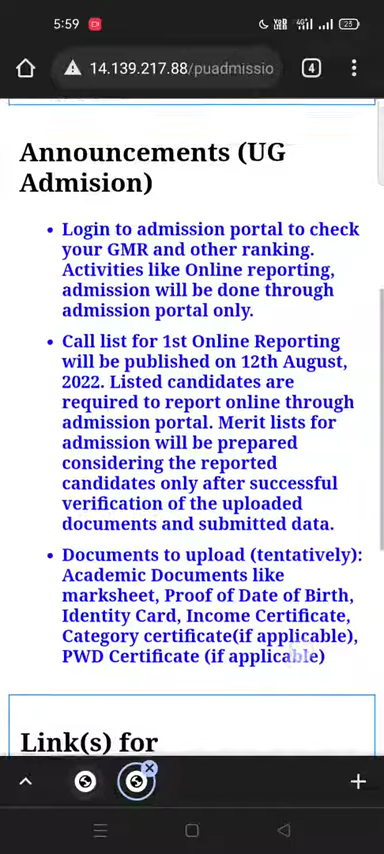 5:59
23
14.139.217.88/puadmissio
4
Announcements (UG
Admision)
• Login to admission portal to check
your GMR and other ranking.
Activities like Online reporting,
admission will be done through
admission portal only.
• Call list for 1st Online Reporting
will be published on 12th August,
2022. Listed candidates are
required to report online through
admission portal. Merit lists for
admission will be prepared
considering the reported
candidates only after successful
verification of the uploaded
documents and submitted data.
• Documents to upload (tentatively):
Academic Documents like
marksheet, Proof of Date of Birth,
Identity Card, Income Certificate,
Category certificate(if applicable),
PWD Certificate (if applicable)
Link(s) for